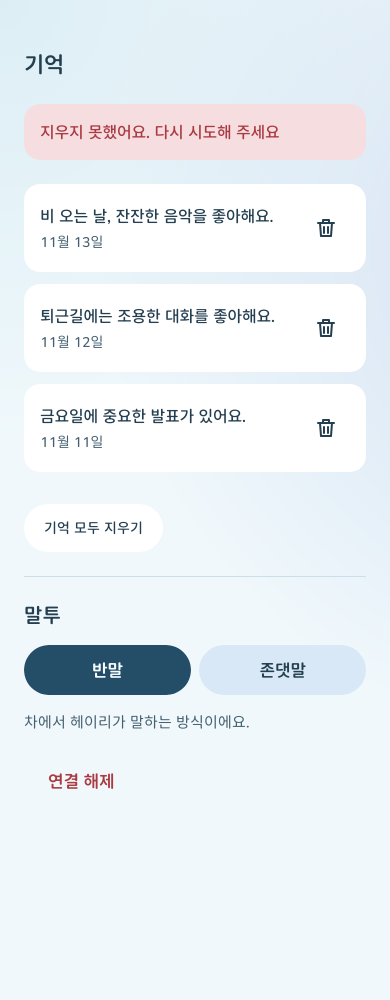 기억
지우지 못했어요. 다시 시도해 주세요
비 오는 날, 잔잔한 음악을 좋아해요.
11월 13일
퇴근길에는 조용한 대화를 좋아해요.
11월 12일
금요일에 중요한 발표가 있어요.
11월 11일
기억 모두 지우기
말투
반말
존댓말
차에서 헤이리가 말하는 방식이에요.
연결 해제